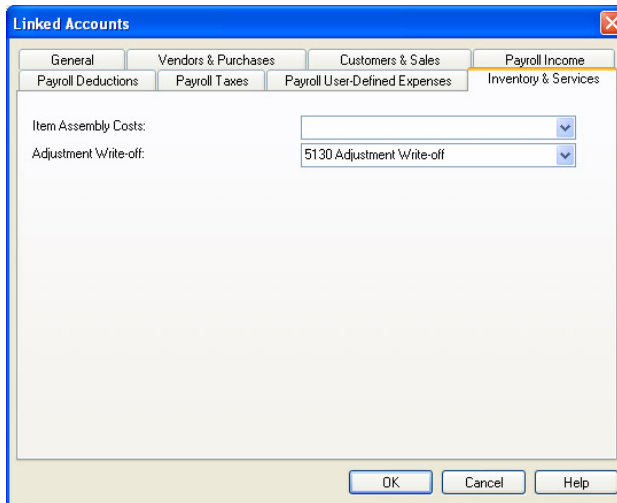 Linked Accounts
General Vendors & Purchases Customers & Sales Payroll Income
Payroll Deductions Payroll Taxes Payroll User-Defined Expenses Inventory & Services
Item Assembly Costs:
Adjustment Write-off: 5130 Adjustment Write-off
OK Cancel Help